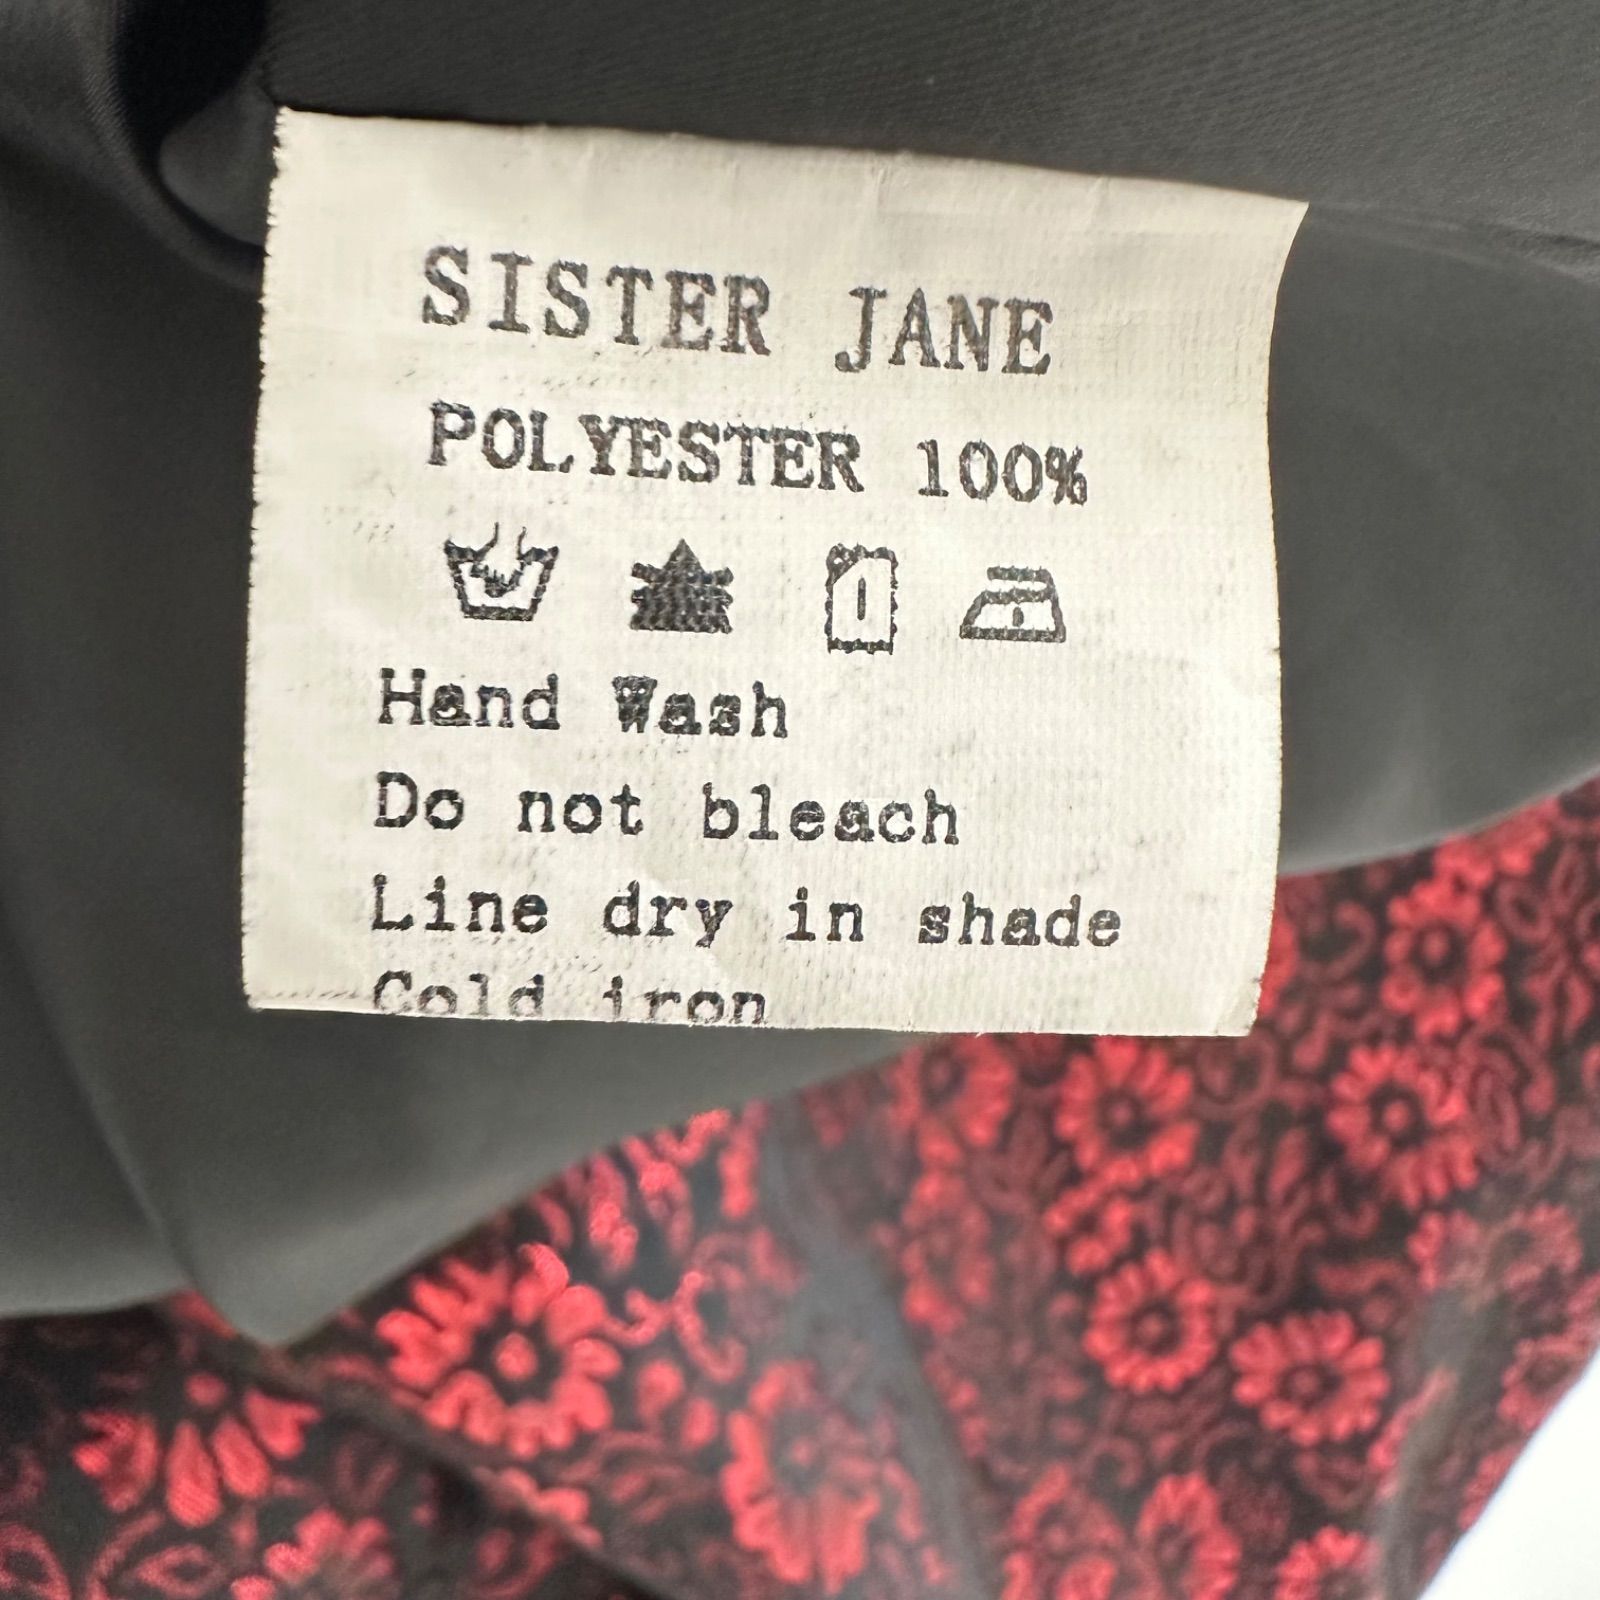 SISTER JANE
POLYESTER 100%
Hand Wash
Do not bleach
Line dry in shade
Cold iron